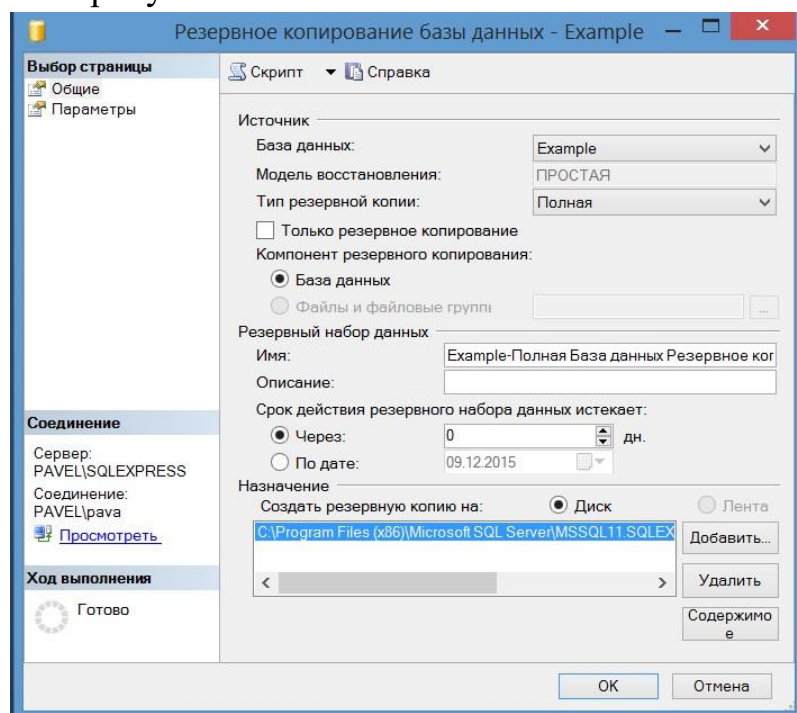 Резервное копирование базы данных - Example
Выбор страницы
Общие
Параметры
Скрипт
Справка
Источник
База данных:
Example
Модель восстановления:
ПРОСТАЯ
Тип резервной копии:
Полная
Только резервное копирование
Компонент резервного копирования:
База данных
Файлы и файловые групп
...
Резервный набор данных
Имя:
Example-Полная База данных Резервное ког
Описание:
Срок действия резервного набора данных истекает:
Через:
0
дн.
По дате:
09.12.2015
Назначение
Создать резервную копию на:
Диск
Лента
C:\Program Files (x86)\Microsoft SQL Server\MSSQL11.SQLEX
Добавить...
Удалить
Содержимо
е
Соединение
Сервер:
PAVEL\SQLEXPRESS
Соединение:
PAVEL\pava
Просмотреть
Ход выполнения
Готово
OK
Отмена